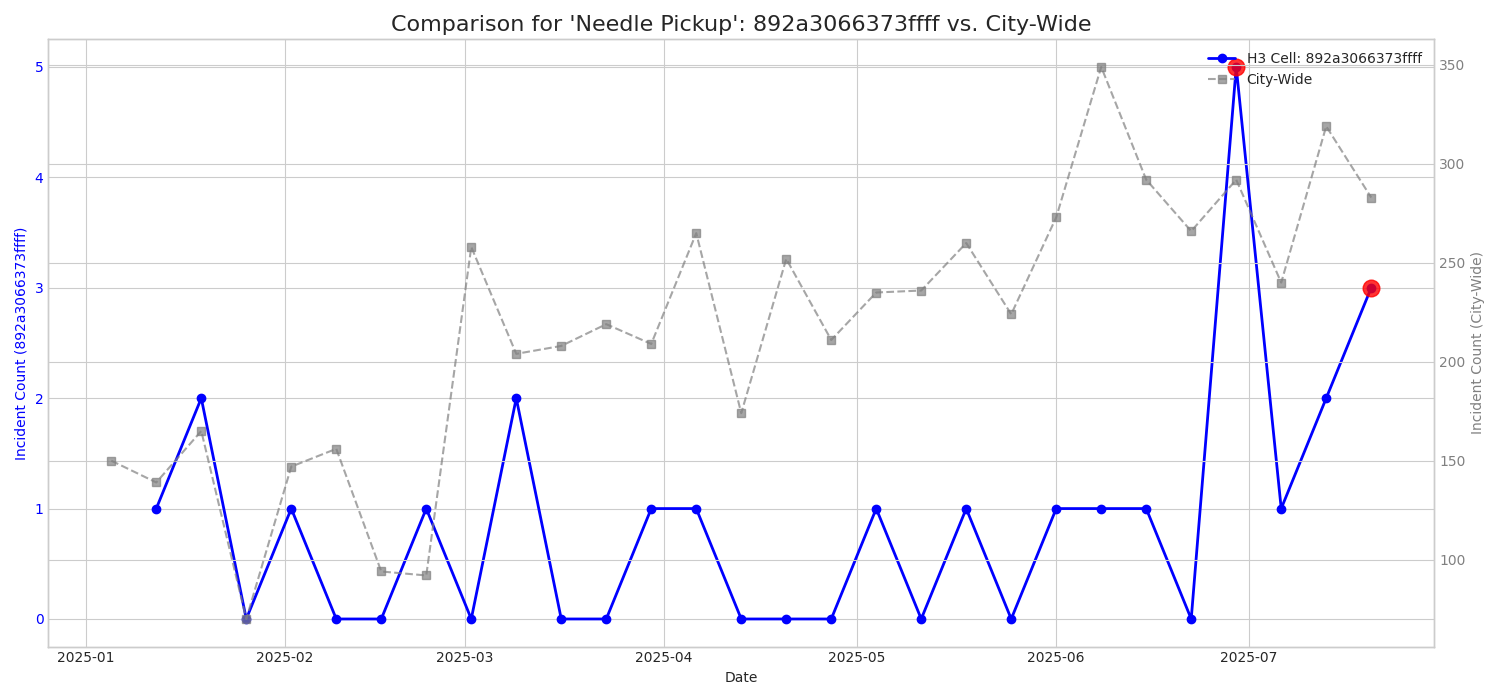 Comparison for 'Needle Pickup': 892a3066373ffff vs. City-Wide
H3 Cell: 892a3066373ffff
City-Wide
Incident Count (892a3066373ffff)
5
4
3
2
1
0
350
300
250
200
150
100
Incident Count (City-Wide)
2025-01 2025-02 2025-03 2025-04 2025-05 2025-06 2025-07
Date